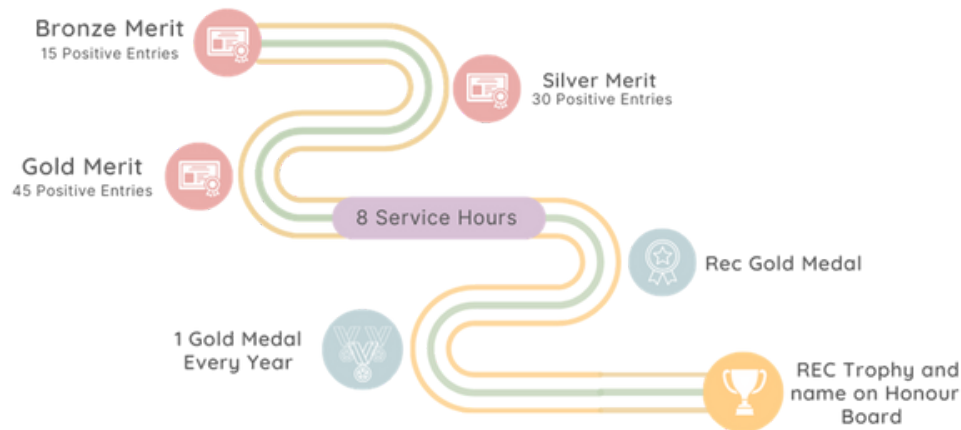 Bronze Merit
15 Positive Entries
Silver Merit
30 Positive Entries
Gold Merit
45 Positive Entries
8 Service Hours
Rec Gold Medal
1 Gold Medal
Every Year
REC Trophy and
name on Honour
Board